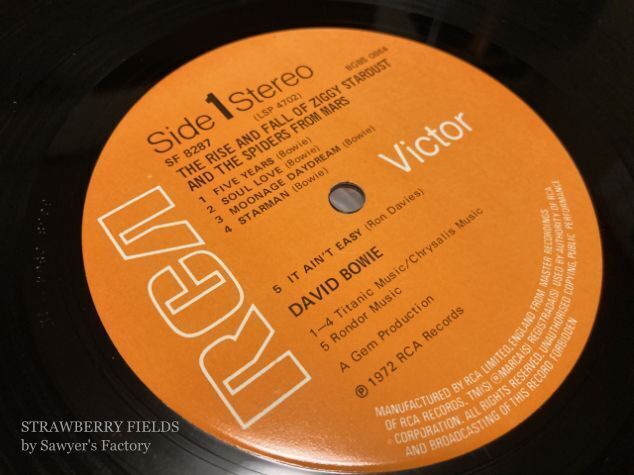 Side 1 Stereo
SF 8287
(LSP 4702)
BGBS 0864
THE RISE AND FALL OF ZIGGY STARDUST
AND THE SPIDERS FROM MARS
1 FIVE YEARS (Bowie)
2 SOUL LOVE (Bowie)
3 MOONAGE DAYDREAM (Bowie)
4 STARMAN (Bowie)
Victor
5 IT AIN'T EASY (Ron Davies)
DAVID BOWIE
1–4 Titanic Music/Chrysalis Music
5 Rondor Music
A Gem Production
Ⓟ 1972 RCA Records
RCA
MANUFACTURED BY RCA LIMITED, ENGLAND FROM MASTER RECORDINGS
OF RCA RECORDS. TM(S) ® MARCA(S) REGISTRADA(S) USED BY AUTHORITY OF RCA
CORPORATION. ALL RIGHTS RESERVED. UNAUTHORISED COPYING, PUBLIC PERFORMANCE
AND BROADCASTING OF THIS RECORD FORBIDDEN
STRAWBERRY FIELDS
by Sawyer's Factory